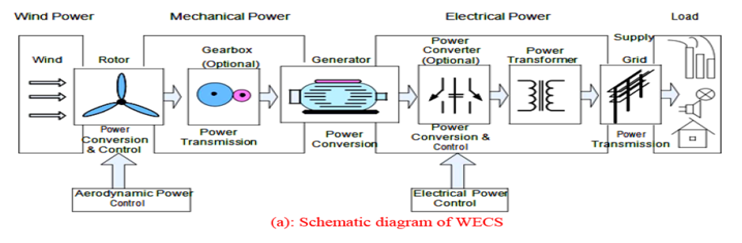 Wind Power
Mechanical Power
Electrical Power
Load
Wind
Rotor
Gearbox
(Optional)
Generator
Power
Converter
(Optional)
Power
Transformer
Supply
Grid
Power
Conversion
& Control
Power
Transmission
Power
Conversion
Power
Conversion &
Control
Power
Transmission
Aerodynamic Power
Control
Electrical Power
Control
(a): Schematic diagram of WECS